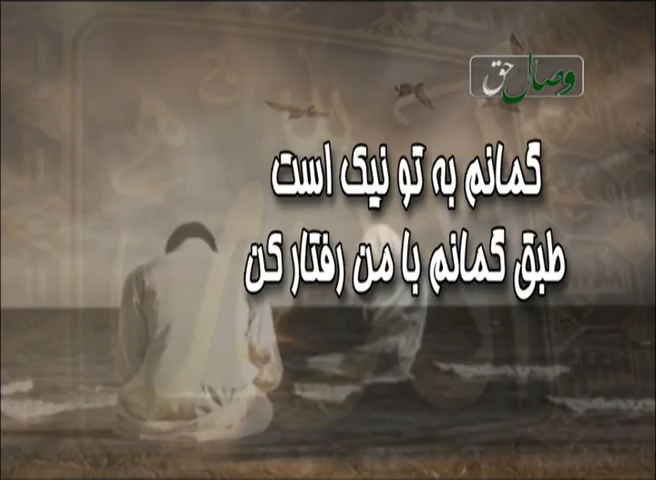 وصال حق
گمانم به تو نیک است
طبق گمانم با من رفتار کن